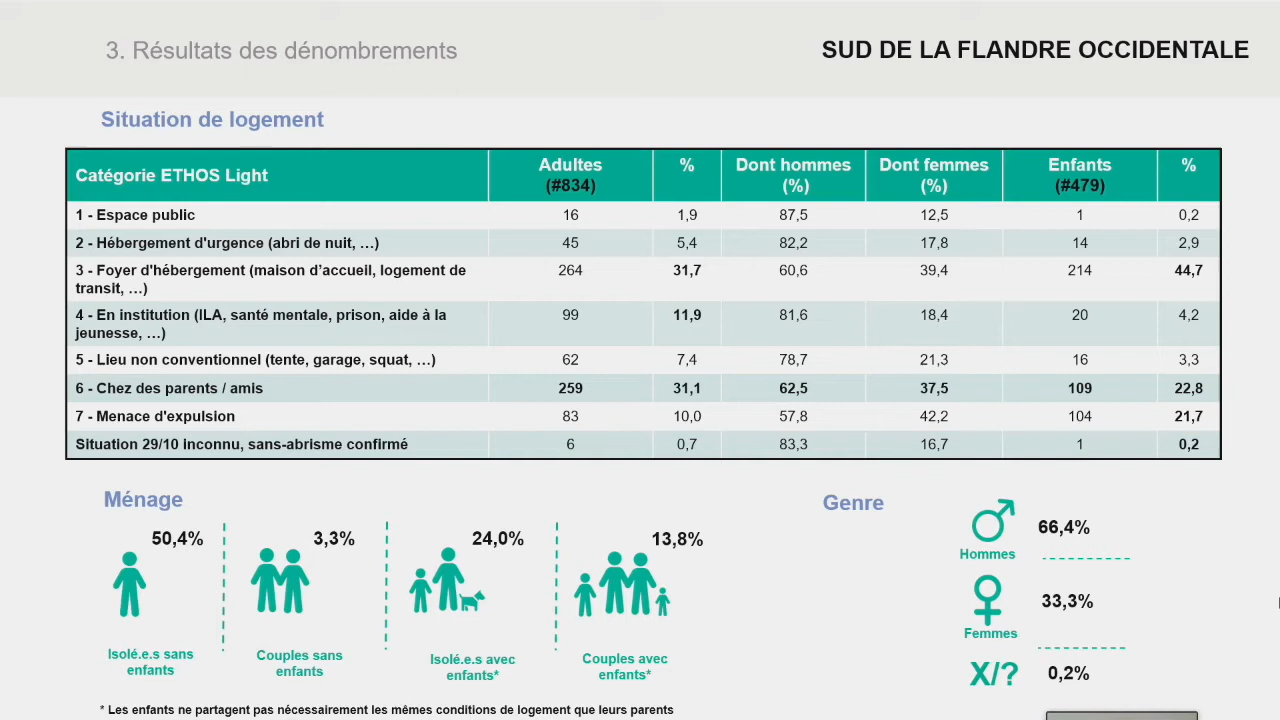 3. Résultats des dénombrements
SUD DE LA FLANDRE OCCIDENTALE
Situation de logement
Catégorie ETHOS Light | Adultes (#834) | % | Dont hommes (%) | Dont femmes (%) | Enfants (#479) | %
1 - Espace public | 16 | 1,9 | 87,5 | 12,5 | 1 | 0,2
2 - Hébergement d'urgence (abri de nuit, …) | 45 | 5,4 | 82,2 | 17,8 | 14 | 2,9
3 - Foyer d'hébergement (maison d’accueil, logement de transit, …) | 264 | 31,7 | 60,6 | 39,4 | 214 | 44,7
4 - En institution (ILA, santé mentale, prison, aide à la jeunesse, …) | 99 | 11,9 | 81,6 | 18,4 | 20 | 4,2
5 - Lieu non conventionnel (tente, garage, squat, …) | 62 | 7,4 | 78,7 | 21,3 | 16 | 3,3
6 - Chez des parents / amis | 259 | 31,1 | 62,5 | 37,5 | 109 | 22,8
7 - Menace d'expulsion | 83 | 10,0 | 57,8 | 42,2 | 104 | 21,7
Situation 29/10 inconnu, sans-abrisme confirmé | 6 | 0,7 | 83,3 | 16,7 | 1 | 0,2
Ménage
50,4%
Isolé.e.s sans
enfants
3,3%
Couples sans
enfants
24,0%
Isolé.e.s avec
enfants*
13,8%
Couples avec
enfants*
Genre
66,4%
Hommes
33,3%
Femmes
X/?
0,2%
* Les enfants ne partagent pas nécessairement les mêmes conditions de logement que leurs parents